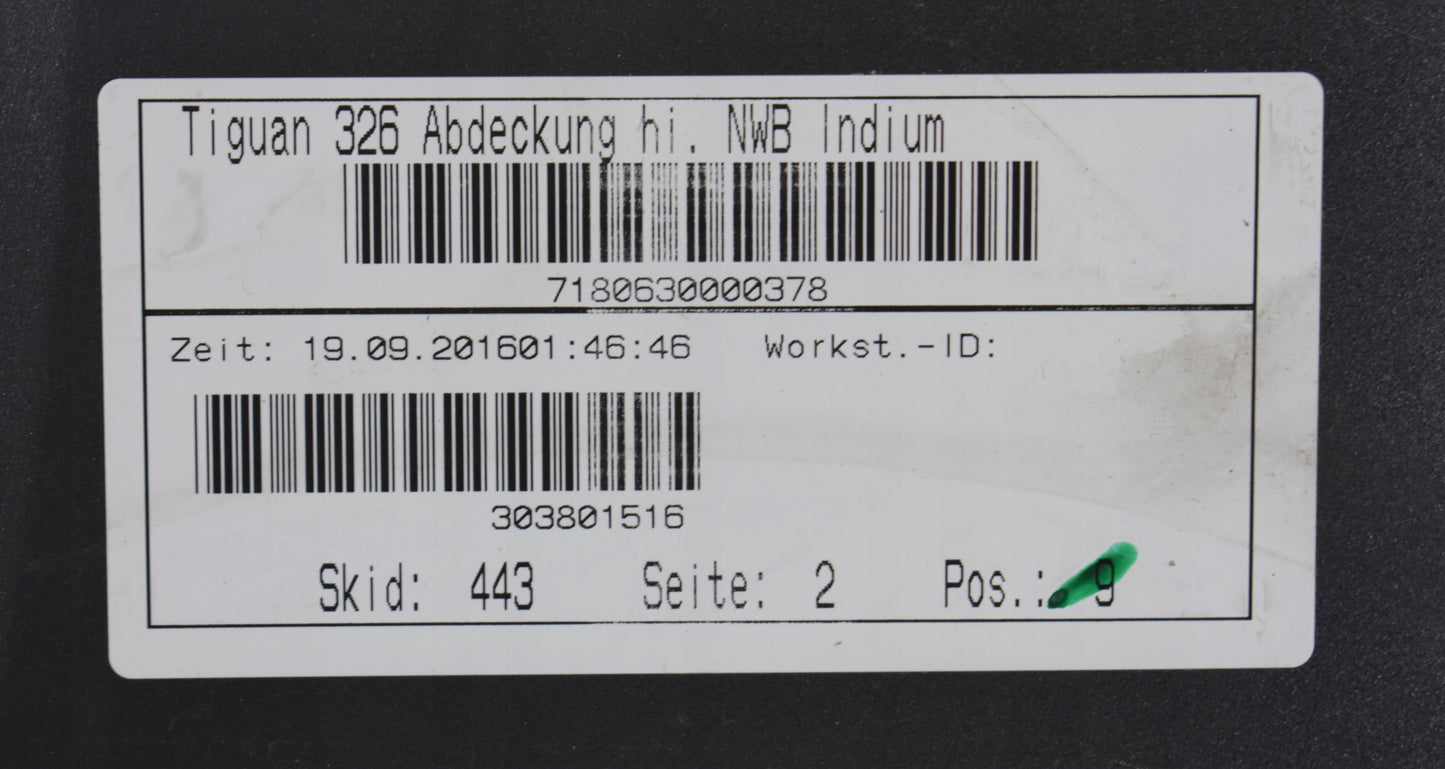 Tiguan 326 Abdeckung hi. NWB Indium
7180630000378
Zeit: 19.09.201601:46:46 Workst.-ID:
303801516
Skid: 443 Seite: 2 Pos.: 9